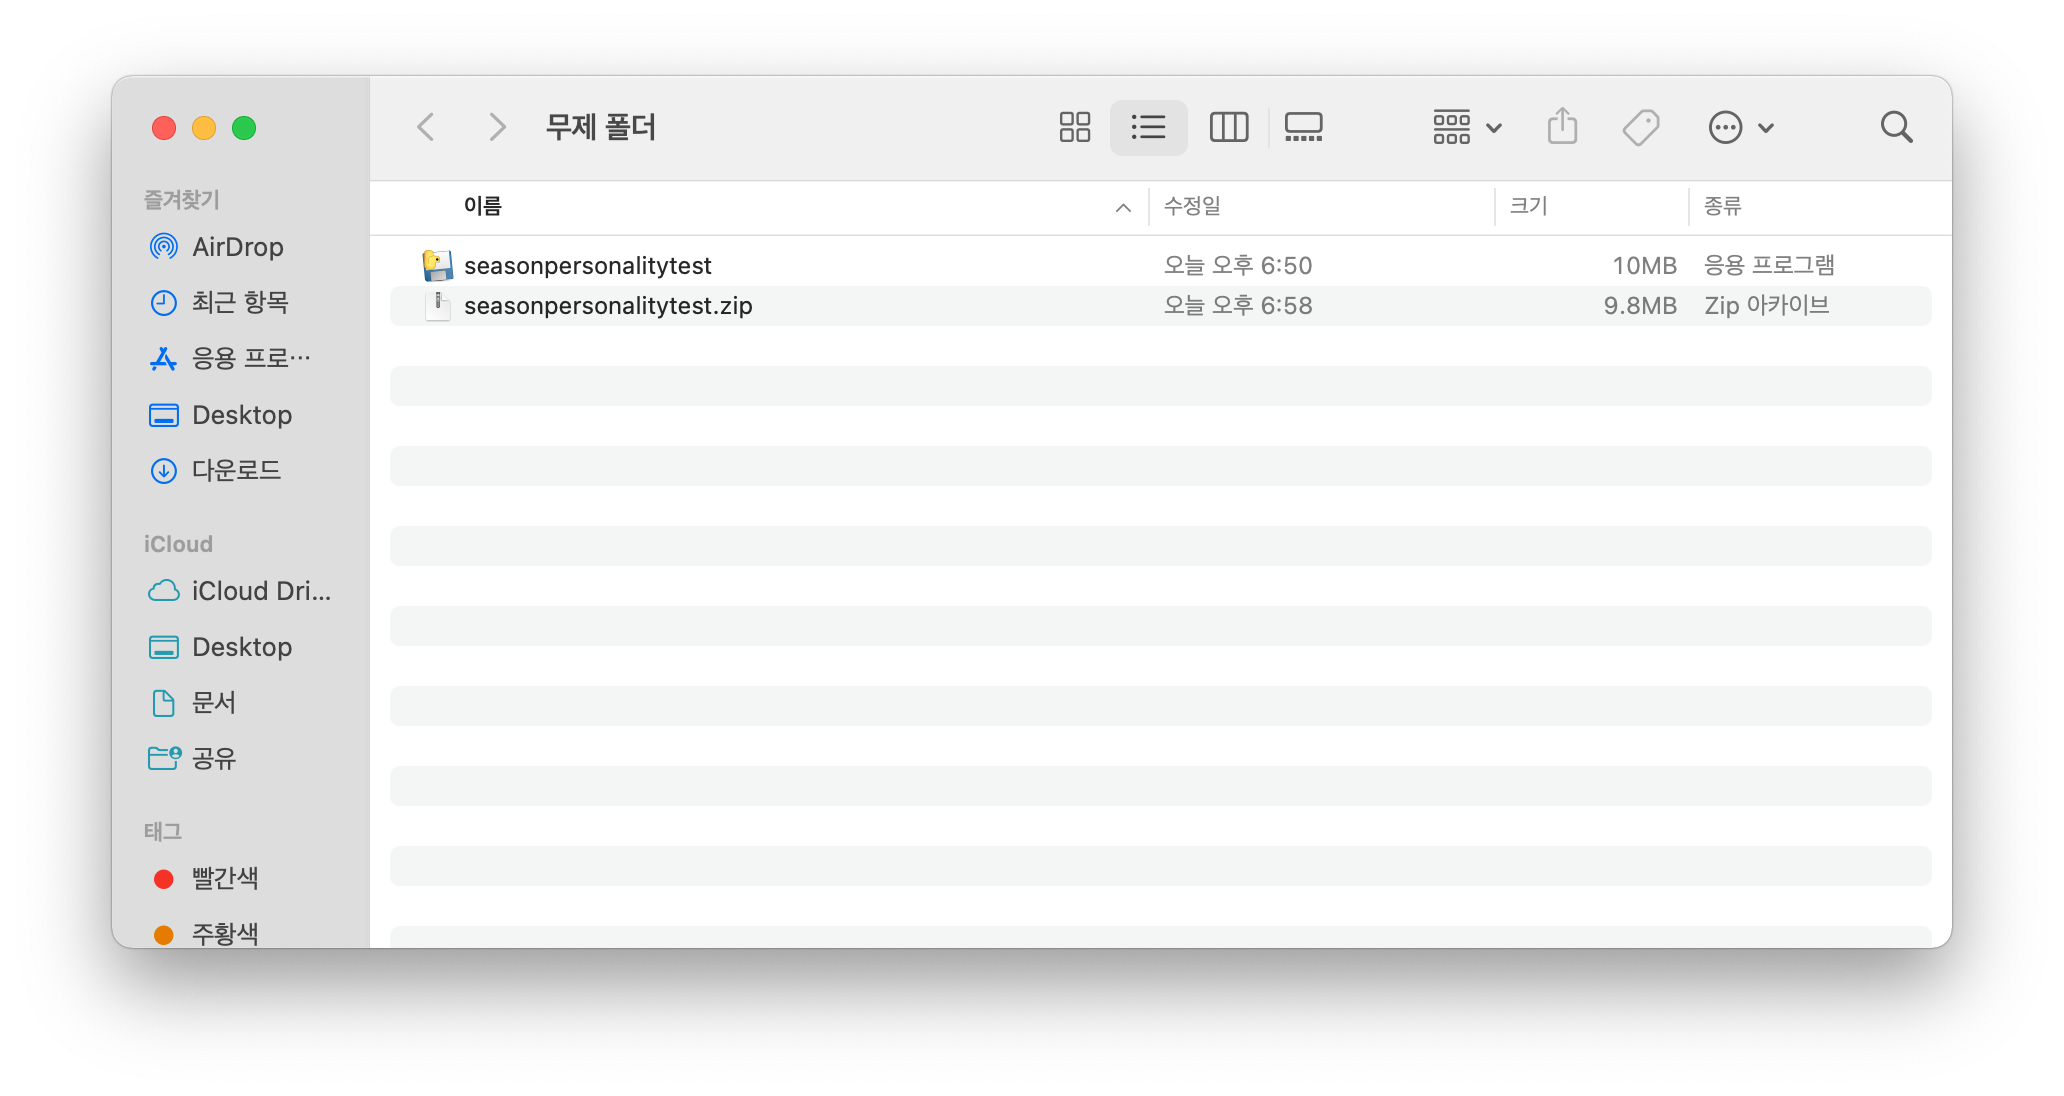 무제 폴더
즐겨찾기
AirDrop
최근 항목
응용 프로…
Desktop
다운로드
iCloud
iCloud Dri…
Desktop
문서
공유
태그
빨간색
주황색
이름 수정일 크기 종류
seasonpersonalitytest 오늘 오후 6:50 10MB 응용 프로그램
seasonpersonalitytest.zip 오늘 오후 6:58 9.8MB Zip 아카이브